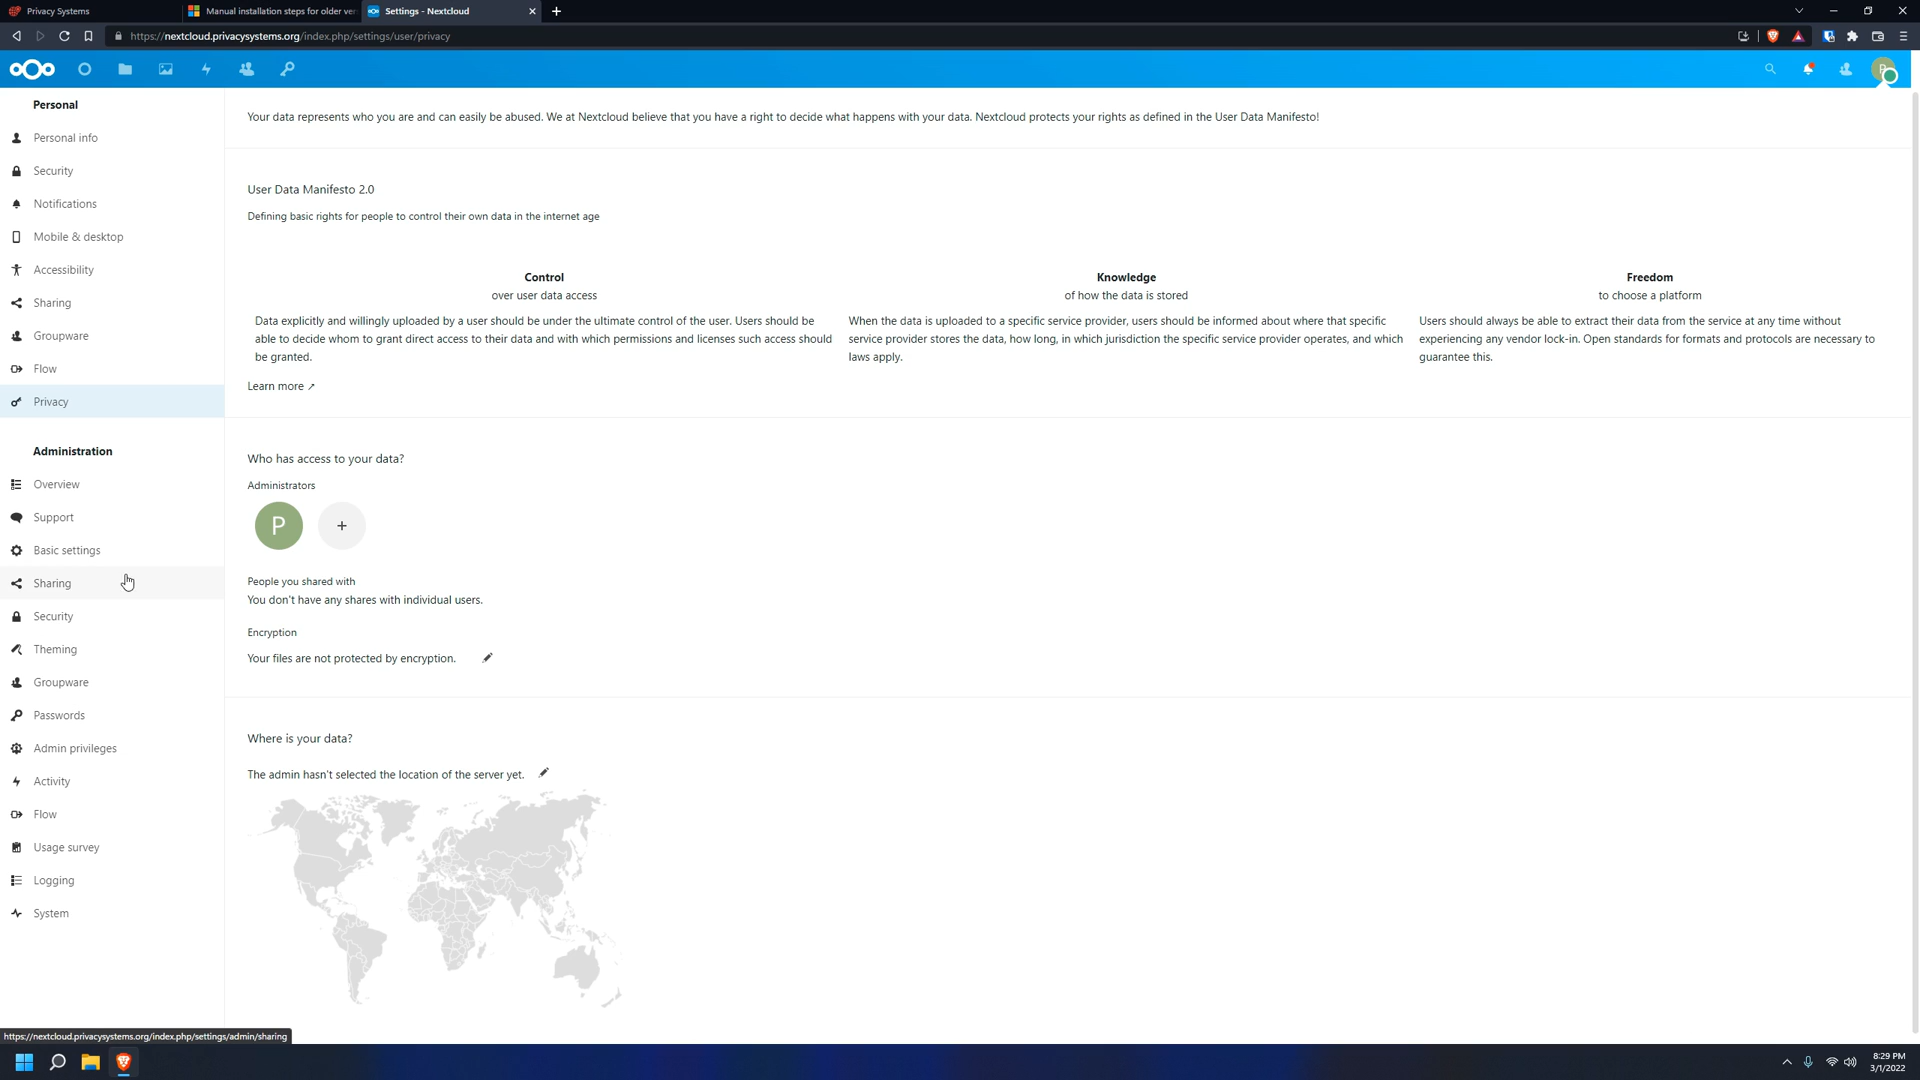 Privacy Systems
Manual installation steps for older ver
Settings - Nextcloud
https://nextcloud.privacysystems.org/index.php/settings/user/privacy
P
Personal
Personal info
Security
Notifications
Mobile & desktop
Accessibility
Sharing
Groupware
Flow
Privacy
Administration
Overview
Support
Basic settings
Sharing
Security
Theming
Groupware
Passwords
Admin privileges
Activity
Flow
Usage survey
Logging
System
Your data represents who you are and can easily be abused. We at Nextcloud believe that you have a right to decide what happens with your data. Nextcloud protects your rights as defined in the User Data Manifesto!
User Data Manifesto 2.0
Defining basic rights for people to control their own data in the internet age
Control
over user data access
Data explicitly and willingly uploaded by a user should be under the ultimate control of the user. Users should be
able to decide whom to grant direct access to their data and with which permissions and licenses such access should
be granted.
Knowledge
of how the data is stored
When the data is uploaded to a specific service provider, users should be informed about where that specific
service provider stores the data, how long, in which jurisdiction the specific service provider operates, and which
laws apply.
Freedom
to choose a platform
Users should always be able to extract their data from the service at any time without
experiencing any vendor lock-in. Open standards for formats and protocols are necessary to
guarantee this.
Learn more ↗
Who has access to your data?
Administrators
P
+
People you shared with
You don't have any shares with individual users.
Encryption
Your files are not protected by encryption.
Where is your data?
The admin hasn't selected the location of the server yet.
https://nextcloud.privacysystems.org/index.php/settings/admin/sharing
8:29 PM
3/1/2022